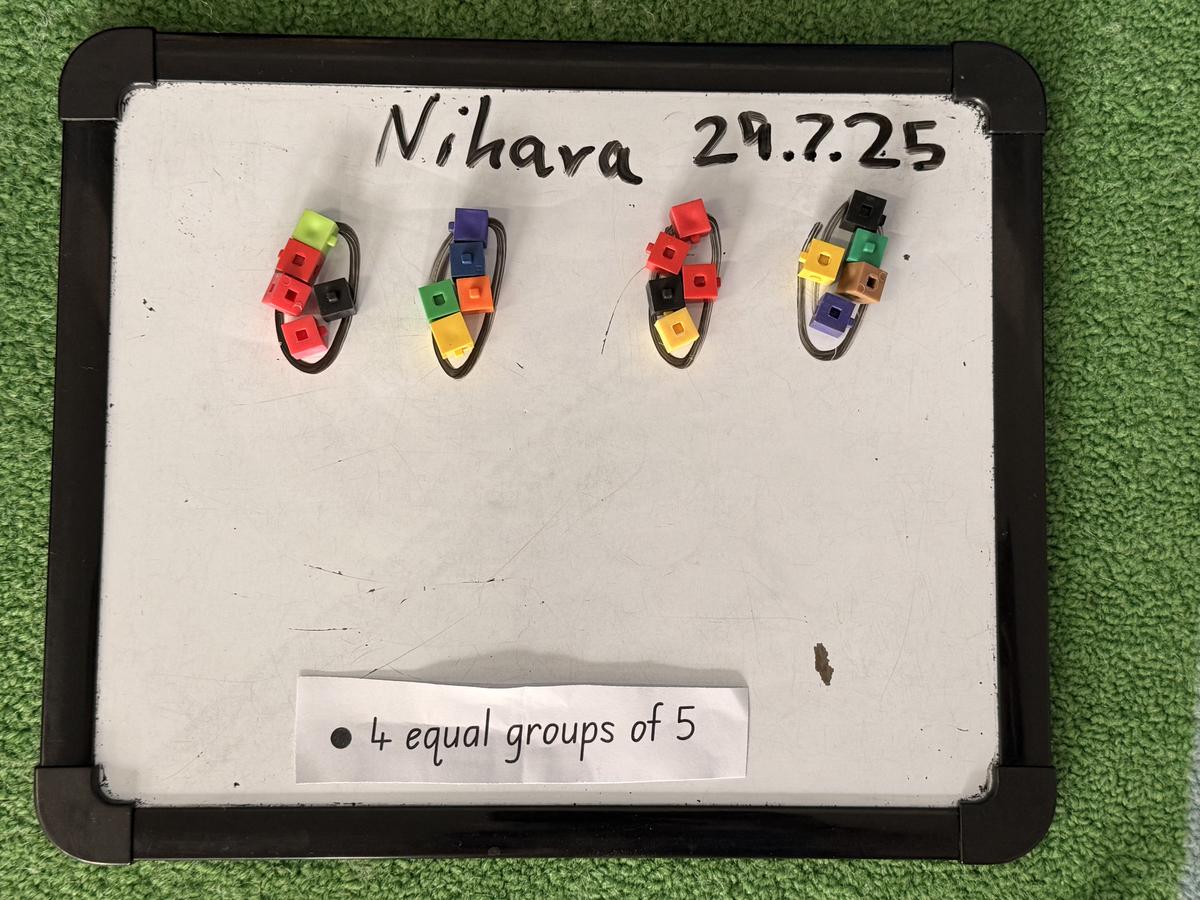 Nihara 29.7.25
● 4 equal groups of 5